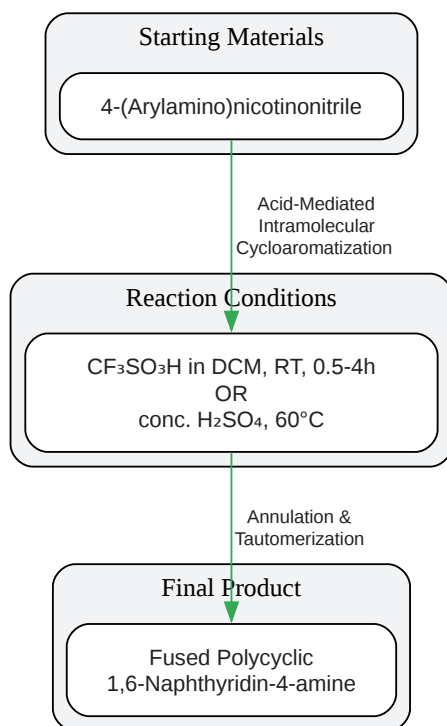 Starting Materials
4-(Arylamino)nicotinonitrile
Acid-Mediated
Intramolecular
Cycloaromatization
Reaction Conditions
CF₃SO₃H in DCM, RT, 0.5-4h
OR
conc. H₂SO₄, 60°C
Annulation &
Tautomerization
Final Product
Fused Polycyclic
1,6-Naphthyridin-4-amine